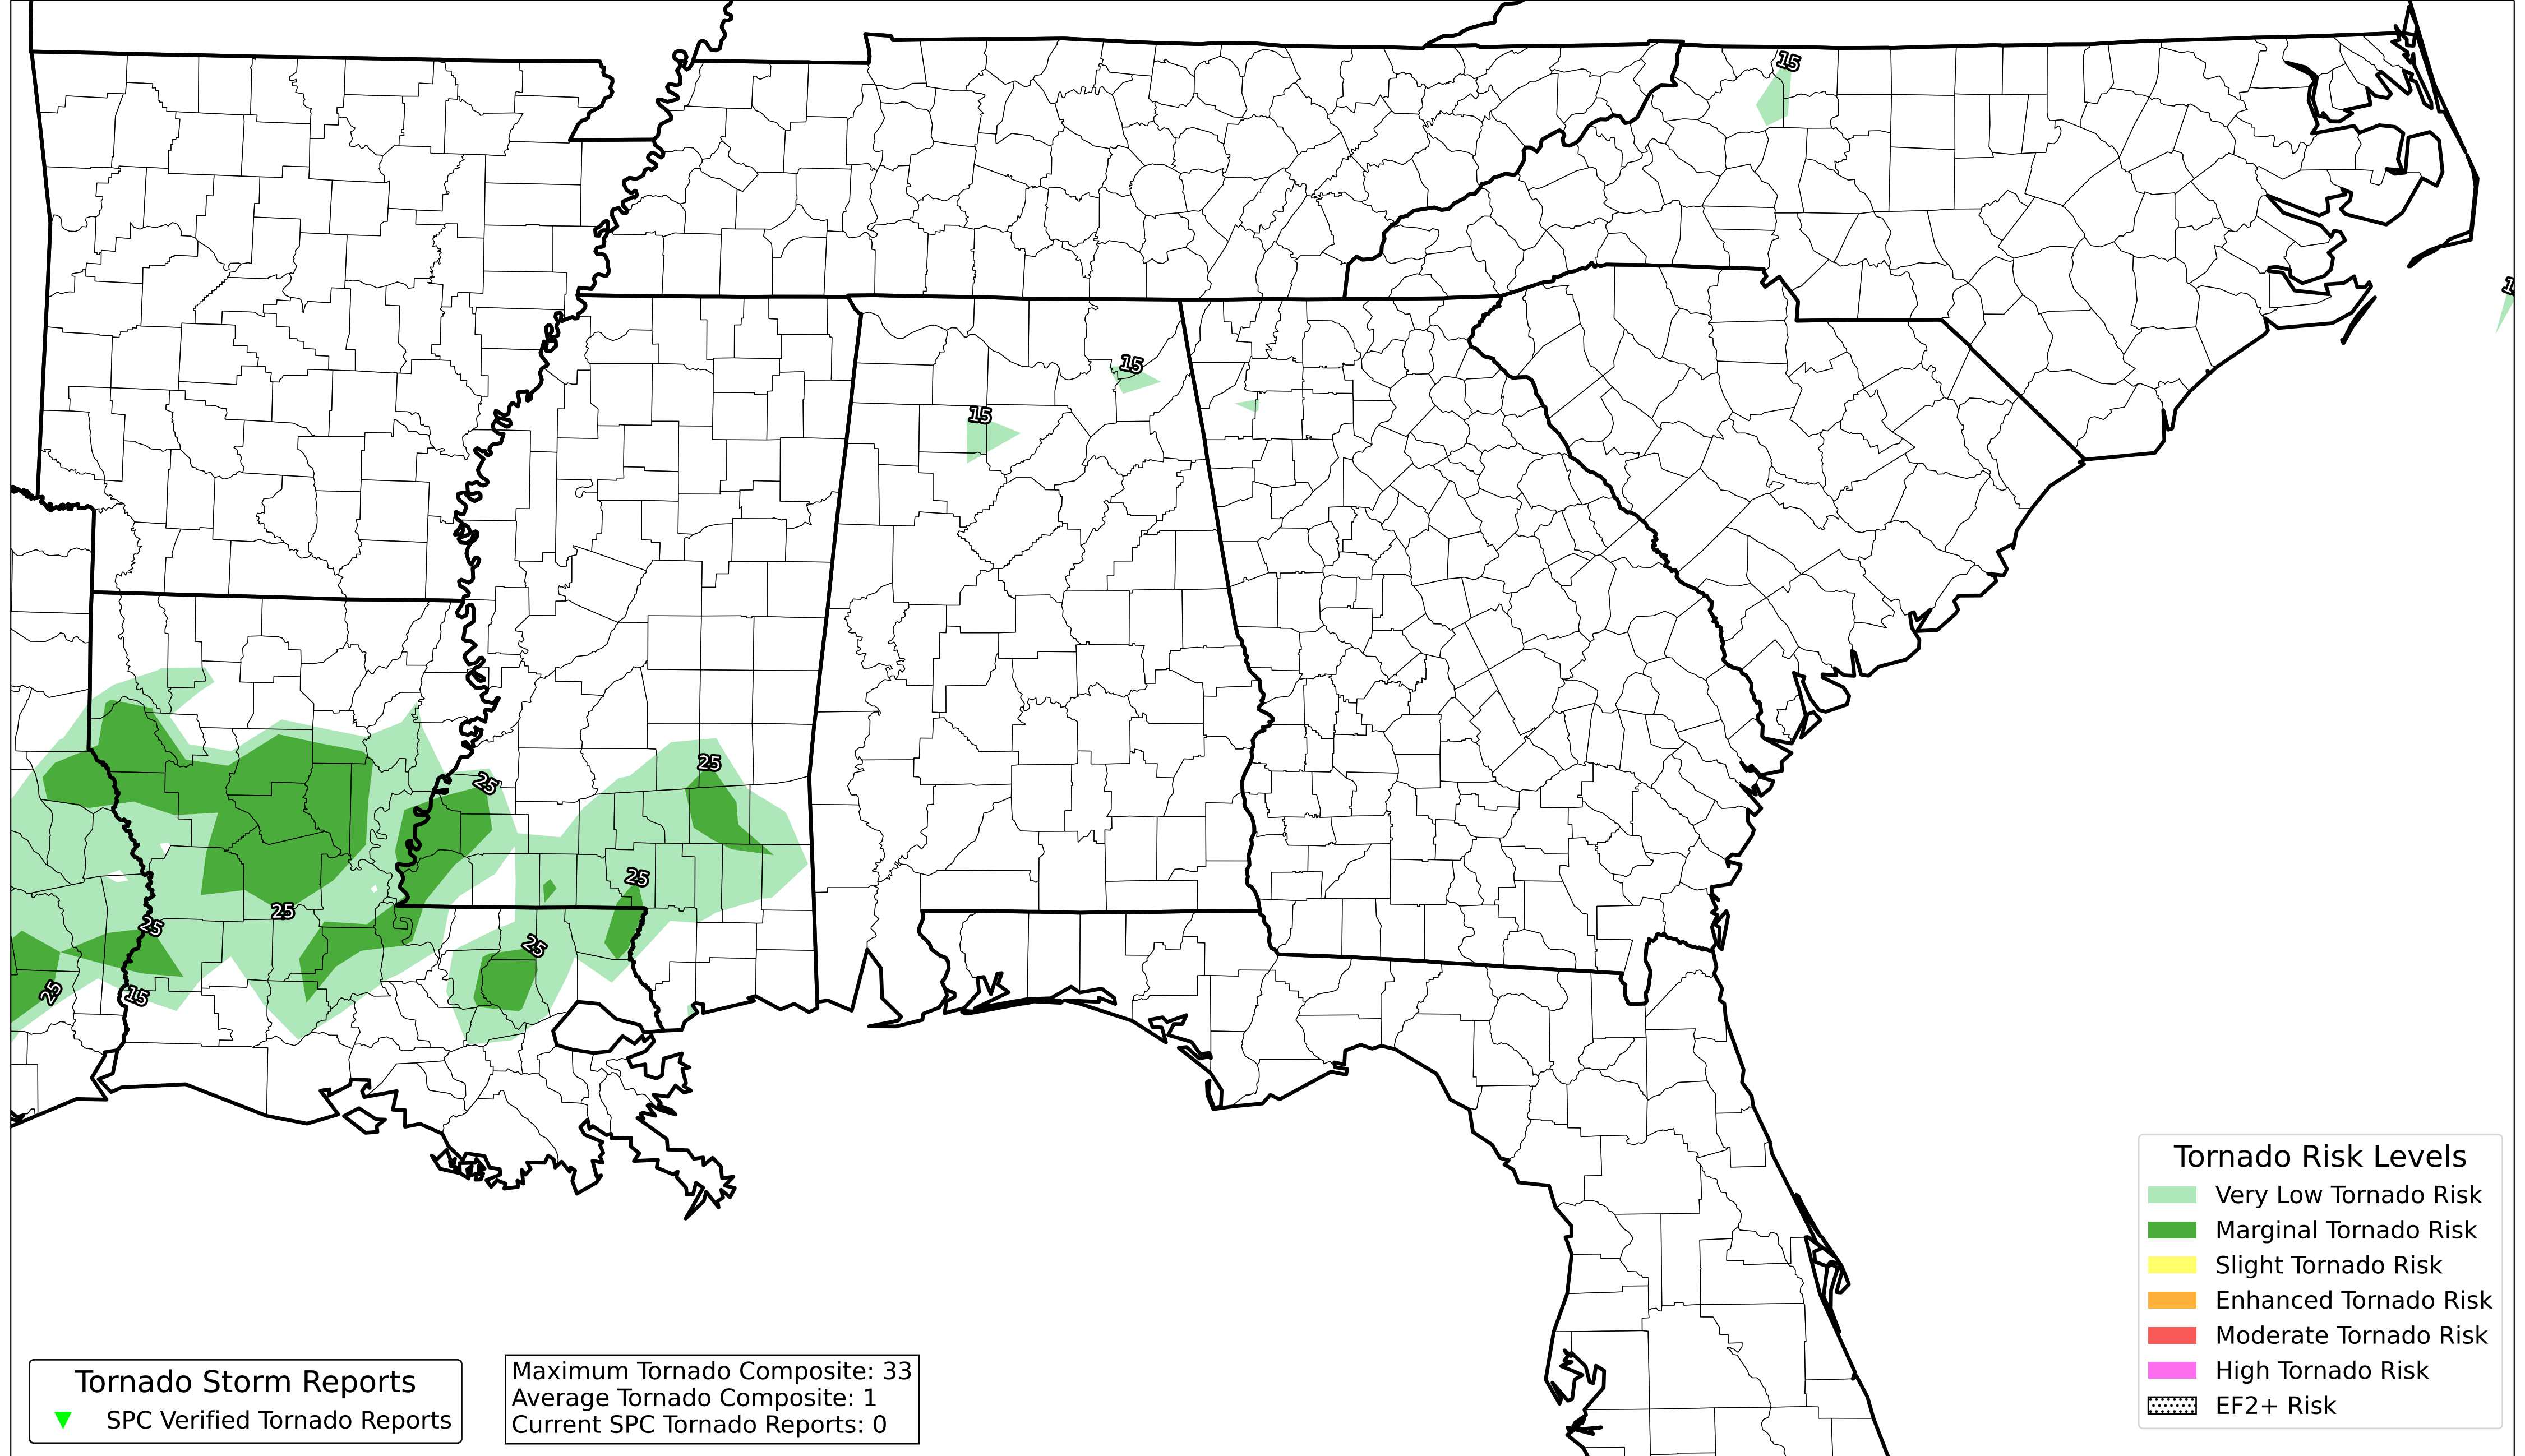 15
1
15
15
25
25
25
25
25
25
25
15
Tornado Risk Levels
Very Low Tornado Risk
Marginal Tornado Risk
Slight Tornado Risk
Enhanced Tornado Risk
Moderate Tornado Risk
High Tornado Risk
EF2+ Risk
Tornado Storm Reports
SPC Verified Tornado Reports
Maximum Tornado Composite: 33
Average Tornado Composite: 1
Current SPC Tornado Reports: 0